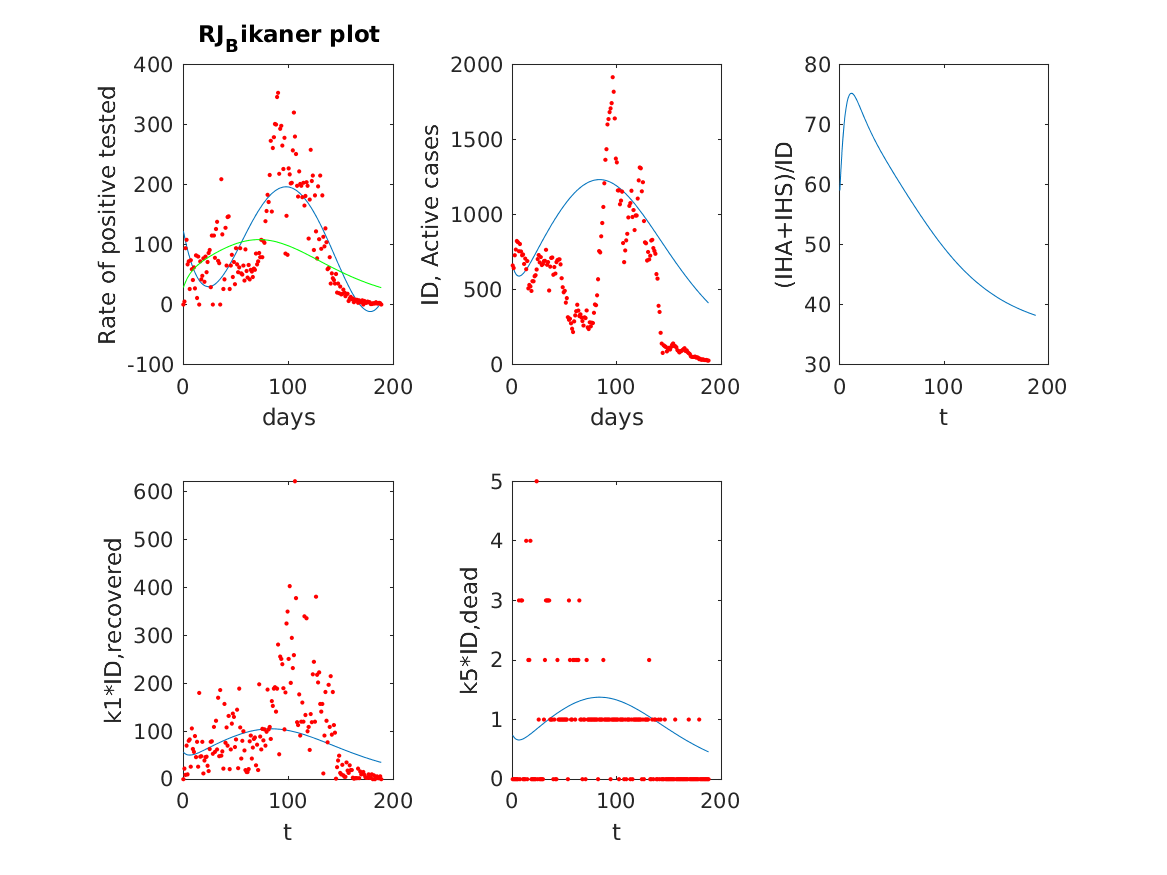 RJBikaner plot
400
300
200
100
0
-100
0 100 200
Rate of positive tested
days
2000
1500
1000
500
0
0 100 200
ID, Active cases
days
80
70
60
50
40
30
0 100 200
(IHA+IHS)/ID
t
600
500
400
300
200
100
0
0 100 200
k1*ID,recovered
t
5
4
3
2
1
0
0 100 200
k5*ID,dead
t